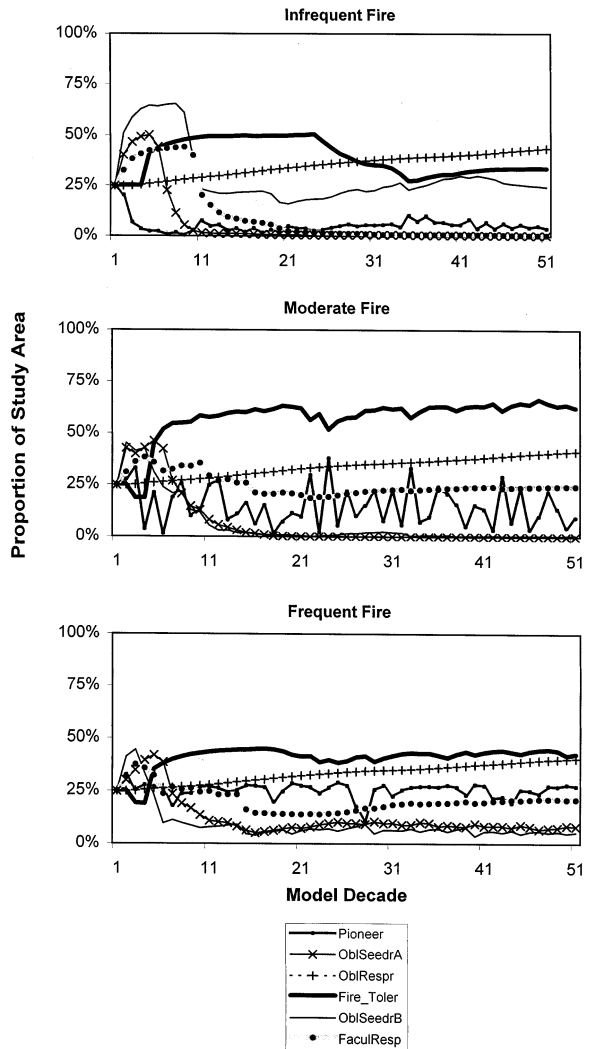 Infrequent Fire
100%
75%
50%
25%
0%
1 11 21 31 41 51
Moderate Fire
100%
75%
50%
25%
0%
1 11 21 31 41 51
Proportion of Study Area
Frequent Fire
100%
75%
50%
25%
0%
1 11 21 31 41 51
Model Decade
Pioneer
OblSeedrA
OblRespr
Fire_Toler
OblSeedrB
FaculResp